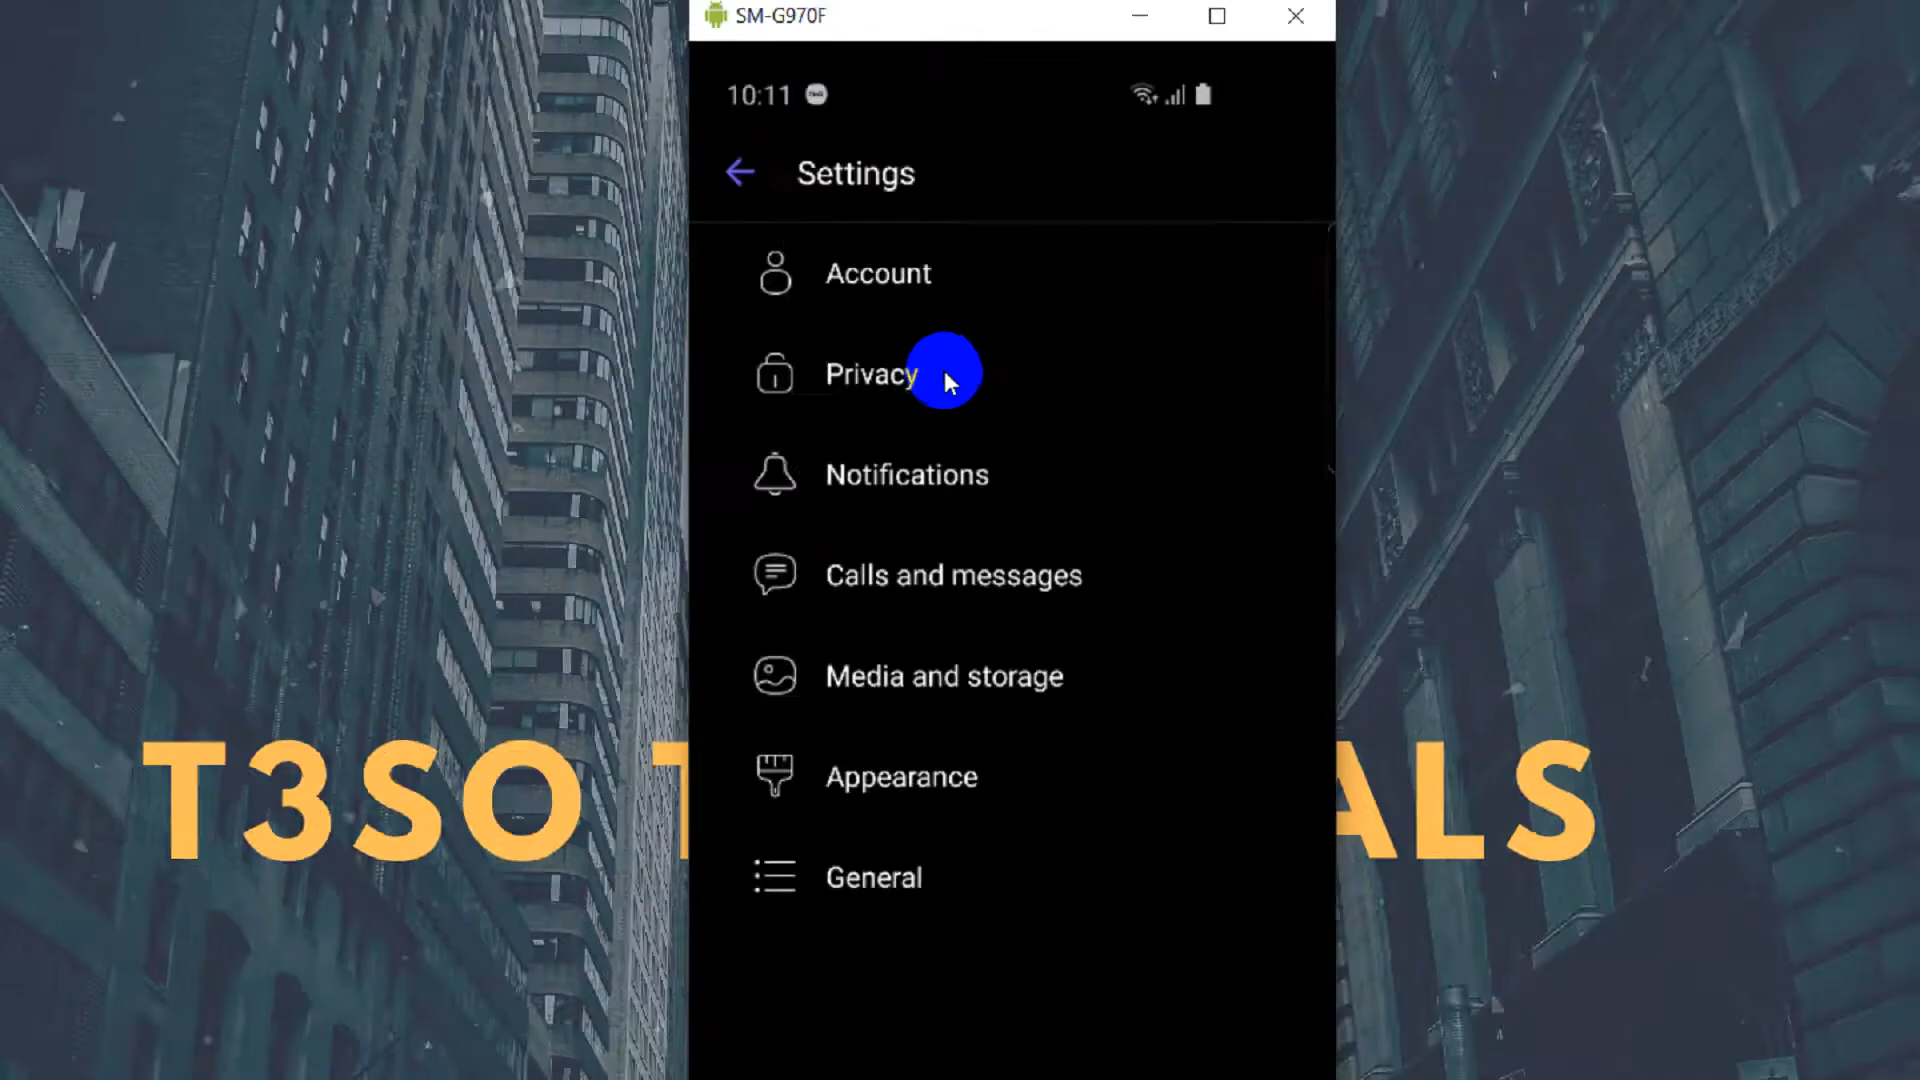 SM-G970F
10:11
Settings
Account
Privacy
Notifications
Calls and messages
Media and storage
Appearance
General
T3SO T ALS